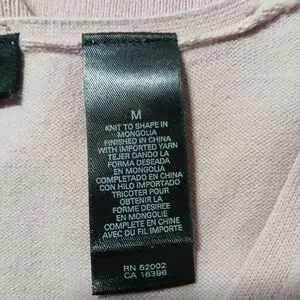 M
KNIT TO SHAPE IN
MONGOLIA
FINISHED IN CHINA
WITH IMPORTED YARN
TEJER DANDO LA
FORMA DESEADA
EN MONGOLIA
COMPLETADO EN CHINA
CON HILO IMPORTADO
TRICOTER POUR
OBTENIR LA
FORME DESIREE
EN MONGOLIE
COMPLETE EN CHINE
AVEC DU FIL IMPORTE
RN 52002
CA 16396